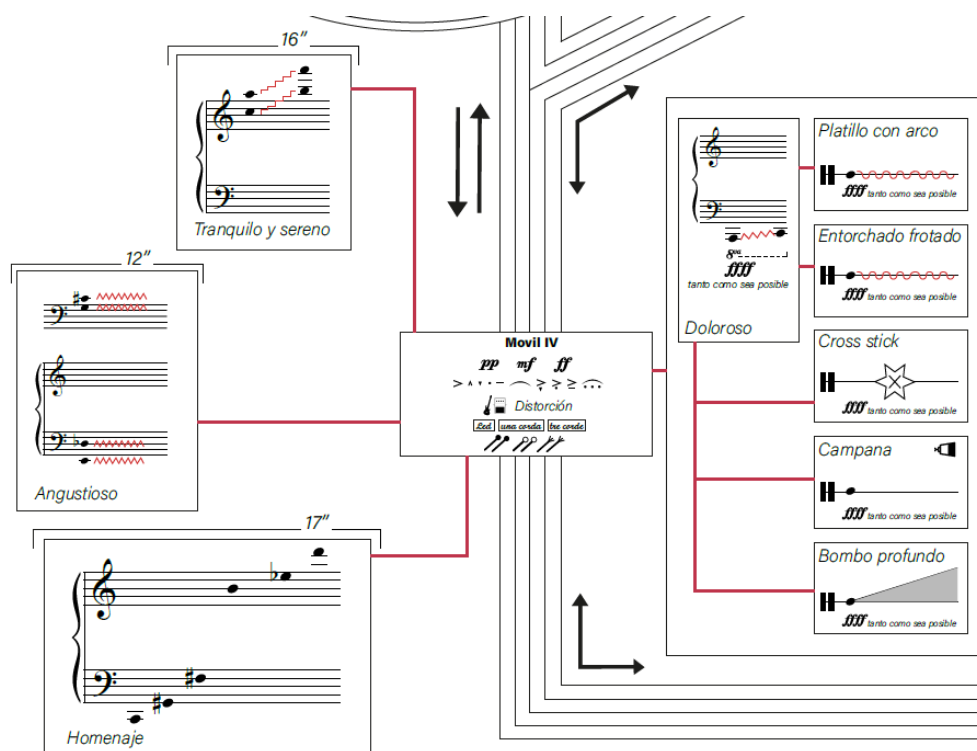 16″
Tranquilo y sereno
12″
Angustioso
17″
Homenaje
Movil IV
pp mf ff
Distorción
Led una corda tre corde
8va
ffff
tanto como sea posible
Doloroso
Platillo con arco
ffff tanto como sea posible
Entorchado frotado
ffff tanto como sea posible
Cross stick
ffff tanto como sea posible
Campana
ffff tanto como sea posible
Bombo profundo
ffff tanto como sea posible